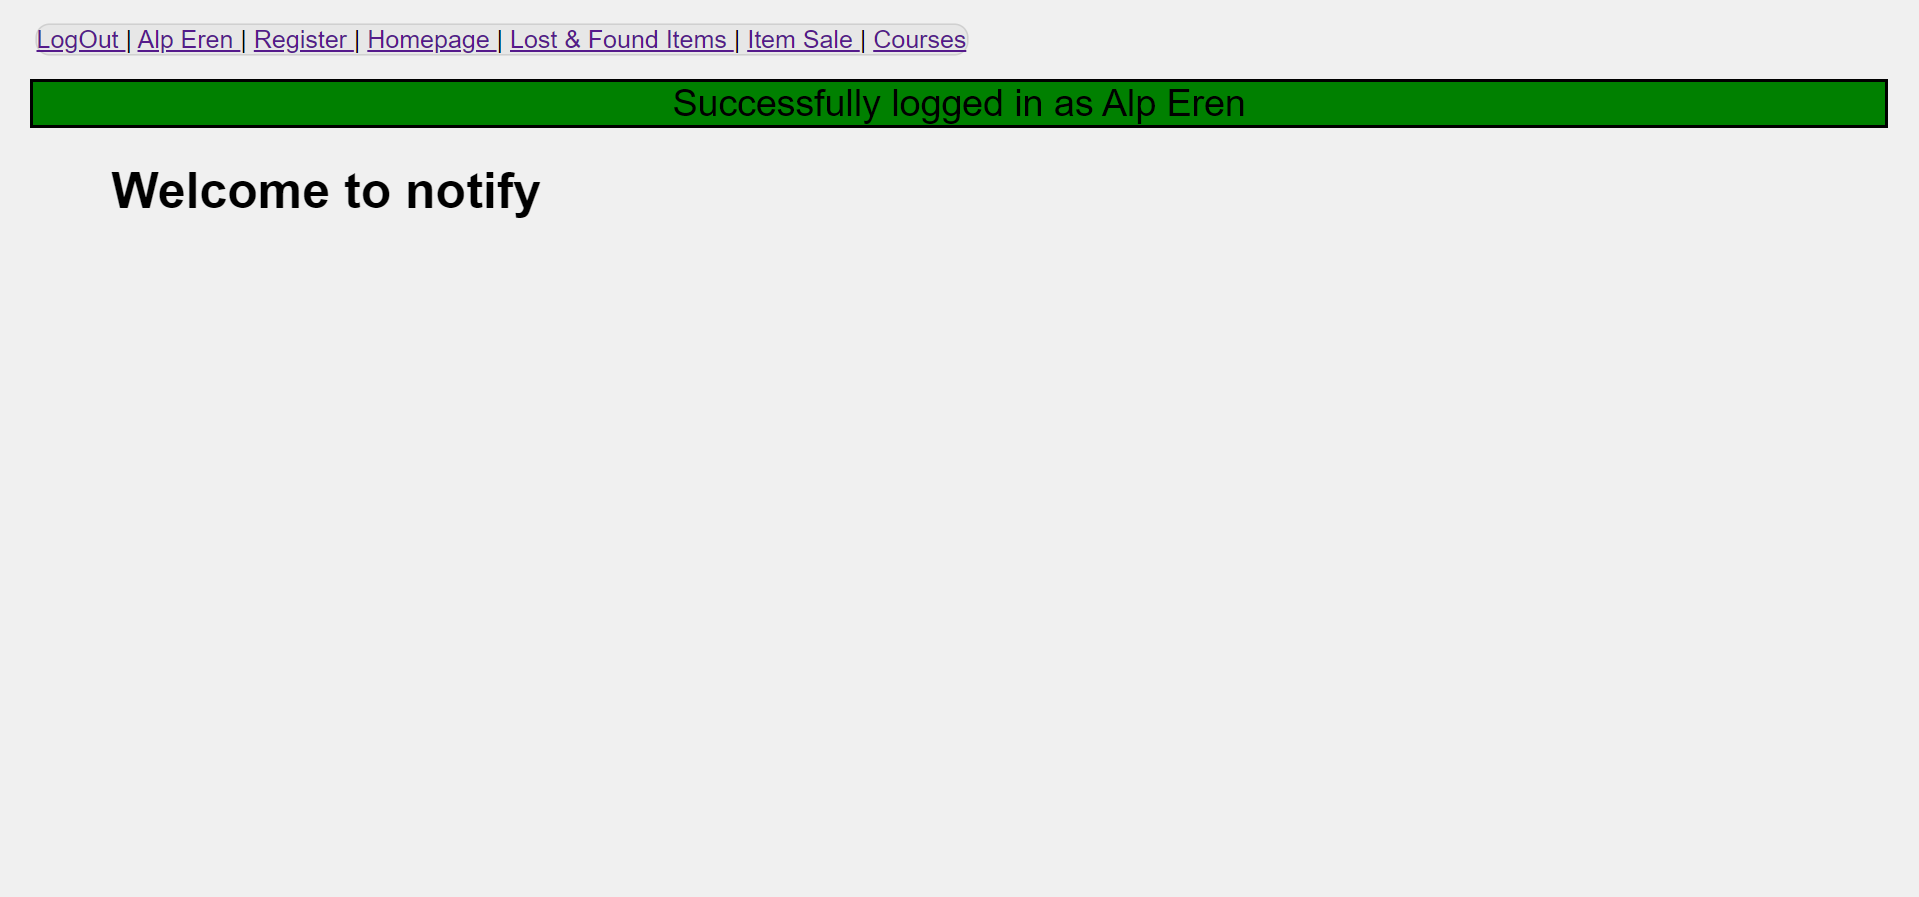 LogOut | Alp Eren | Register | Homepage | Lost & Found Items | Item Sale | Courses
Successfully logged in as Alp Eren
Welcome to notify